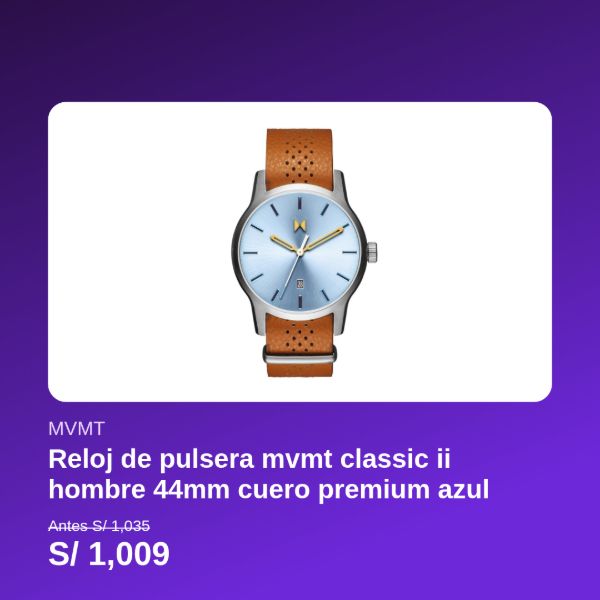 MVMT
Reloj de pulsera mvmt classic ii
hombre 44mm cuero premium azul
Antes S/ 1,035
S/ 1,009